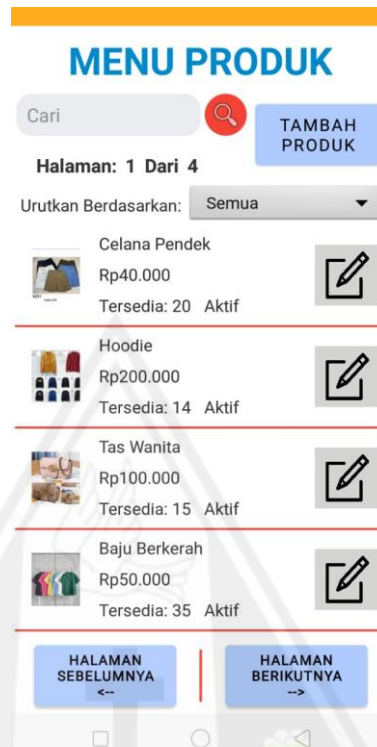 MENU PRODUK
Cari
TAMBAH
PRODUK
Halaman: 1 Dari 4
Urutkan Berdasarkan: Semua
Celana Pendek
Rp40.000
Tersedia: 20 Aktif
Hoodie
Rp200.000
Tersedia: 14 Aktif
Tas Wanita
Rp100.000
Tersedia: 15 Aktif
Baju Berkerah
Rp50.000
Tersedia: 35 Aktif
HALAMAN
SEBELUMNYA
<--
HALAMAN
BERIKUTNYA
-->